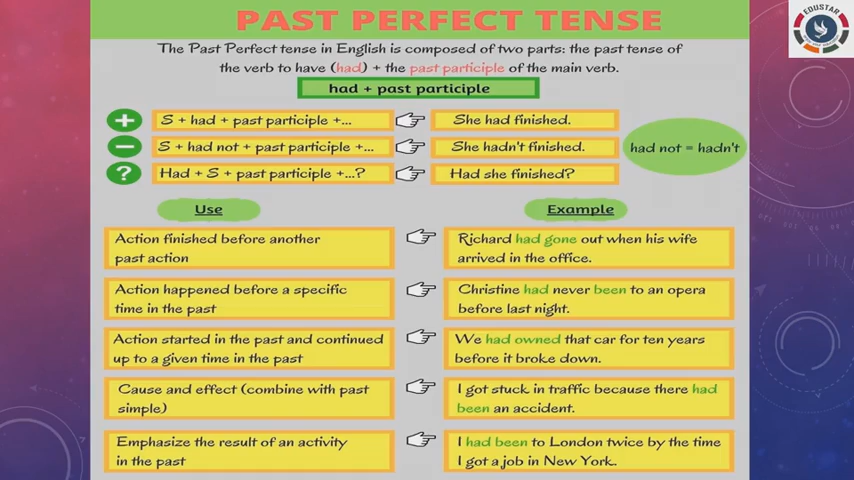 PAST PERFECT TENSE
EDUSTAR
The Past Perfect tense in English is composed of two parts: the past tense of
the verb to have (had) + the past participle of the main verb.
had + past participle
+ S + had + past participle +... She had finished.
− S + had not + past participle +... She hadn't finished.
? Had + S + past participle +...? Had she finished?
had not = hadn't
Use
Example
Action finished before another
past action
Richard had gone out when his wife
arrived in the office.
Action happened before a specific
time in the past
Christine had never been to an opera
before last night.
Action started in the past and continued
up to a given time in the past
We had owned that car for ten years
before it broke down.
Cause and effect (combine with past
simple)
I got stuck in traffic because there had
been an accident.
Emphasize the result of an activity
in the past
I had been to London twice by the time
I got a job in New York.